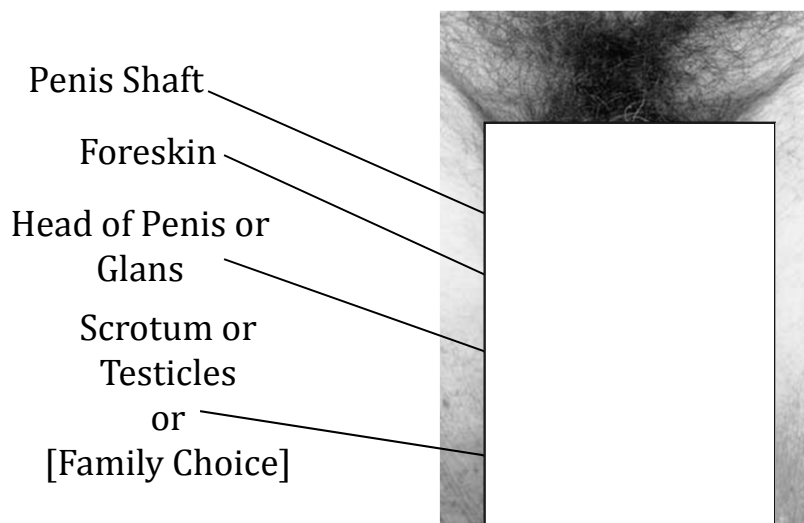 Penis Shaft
Foreskin
Head of Penis or
Glans
Scrotum or
Testicles
or
[Family Choice]